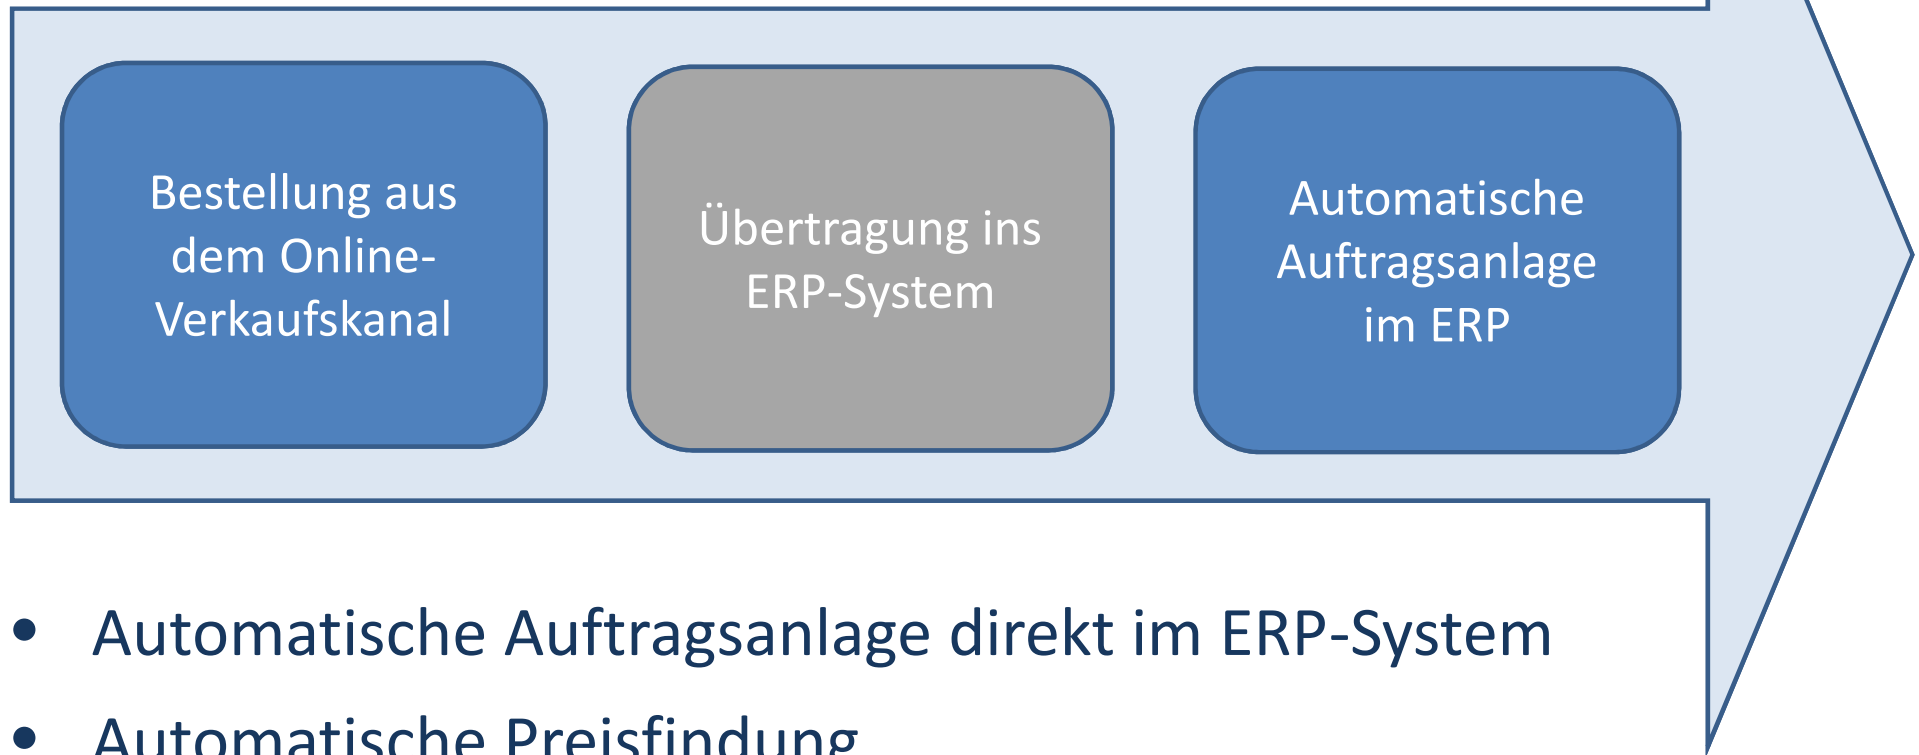 Bestellung aus
dem Online-
Verkaufskanal
Übertragung ins
ERP-System
Automatische
Auftragsanlage
im ERP
• Automatische Auftragsanlage direkt im ERP-System
• Automatische Preisfindung